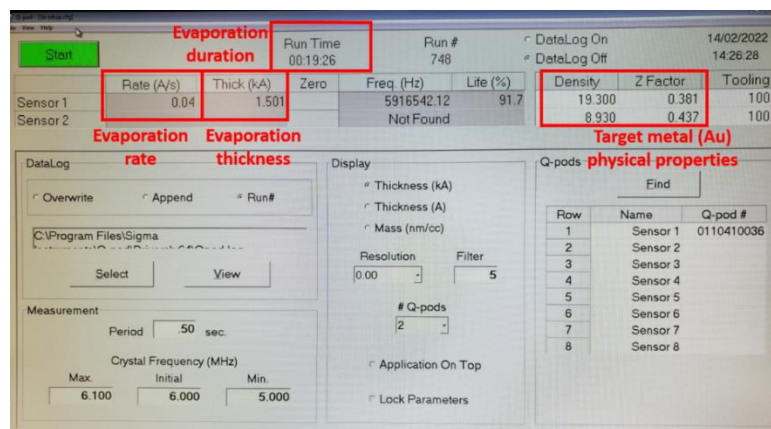 View Help
Evaporation duration
Start
Run Time
00:19:26
Run #
748
DataLog On
DataLog Off
14/02/2022
14:26:28
Rate (A/s) Thick (kA) Zero Freq. (Hz) Life (%) Density Z Factor Tooling
Sensor 1 0.04 1.501 5916542.12 91.7 19.300 0.381 100
Sensor 2 Not Found 8.930 0.437 100
Evaporation rate
Evaporation thickness
Target metal (Au) physical properties
DataLog
Overwrite Append Run#
C:\Program Files\Sigma
Select View
Measurement
Period .50 sec.
Crystal Frequency (MHz)
Max. Initial Min.
6.100 6.000 5.000
Display
Thickness (kA)
Thickness (A)
Mass (nm/cc)
Resolution Filter
0.00 5
# Q-pods
2
Application On Top
Lock Parameters
Q-pods
Find
Row Name Q-pod #
1 Sensor 1 0110410036
2 Sensor 2
3 Sensor 3
4 Sensor 4
5 Sensor 5
6 Sensor 6
7 Sensor 7
8 Sensor 8